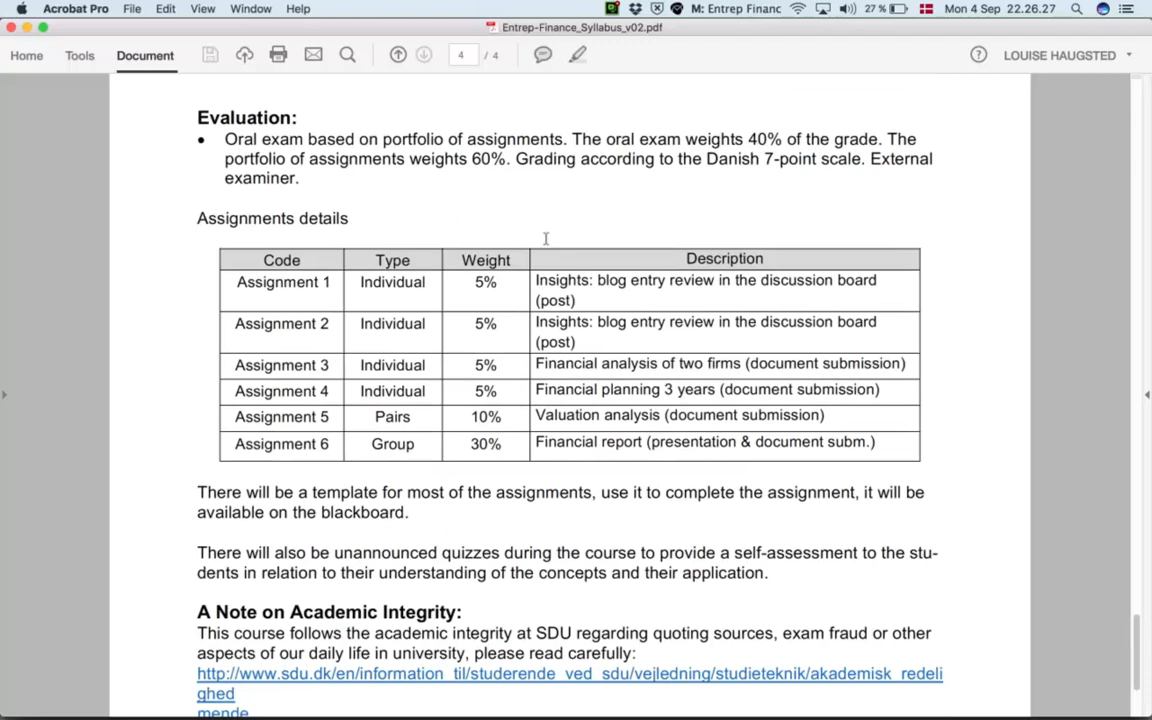 Acrobat Pro File Edit View Window Help M: Entrep Financ 27 % Mon 4 Sep 22.26.27
Entrep-Finance_Syllabus_v02.pdf
Home Tools Document 4 / 4 LOUISE HAUGSTED
Evaluation:
• Oral exam based on portfolio of assignments. The oral exam weights 40% of the grade. The
portfolio of assignments weights 60%. Grading according to the Danish 7-point scale. External
examiner.
Assignments details
Code Type Weight Description
Assignment 1 Individual 5% Insights: blog entry review in the discussion board
(post)
Assignment 2 Individual 5% Insights: blog entry review in the discussion board
(post)
Assignment 3 Individual 5% Financial analysis of two firms (document submission)
Assignment 4 Individual 5% Financial planning 3 years (document submission)
Assignment 5 Pairs 10% Valuation analysis (document submission)
Assignment 6 Group 30% Financial report (presentation & document subm.)
There will be a template for most of the assignments, use it to complete the assignment, it will be
available on the blackboard.
There will also be unannounced quizzes during the course to provide a self-assessment to the stu-
dents in relation to their understanding of the concepts and their application.
A Note on Academic Integrity:
This course follows the academic integrity at SDU regarding quoting sources, exam fraud or other
aspects of our daily life in university, please read carefully:
http://www.sdu.dk/en/information_til/studerende_ved_sdu/vejledning/studieteknik/akademisk_redeli
ghed
mende